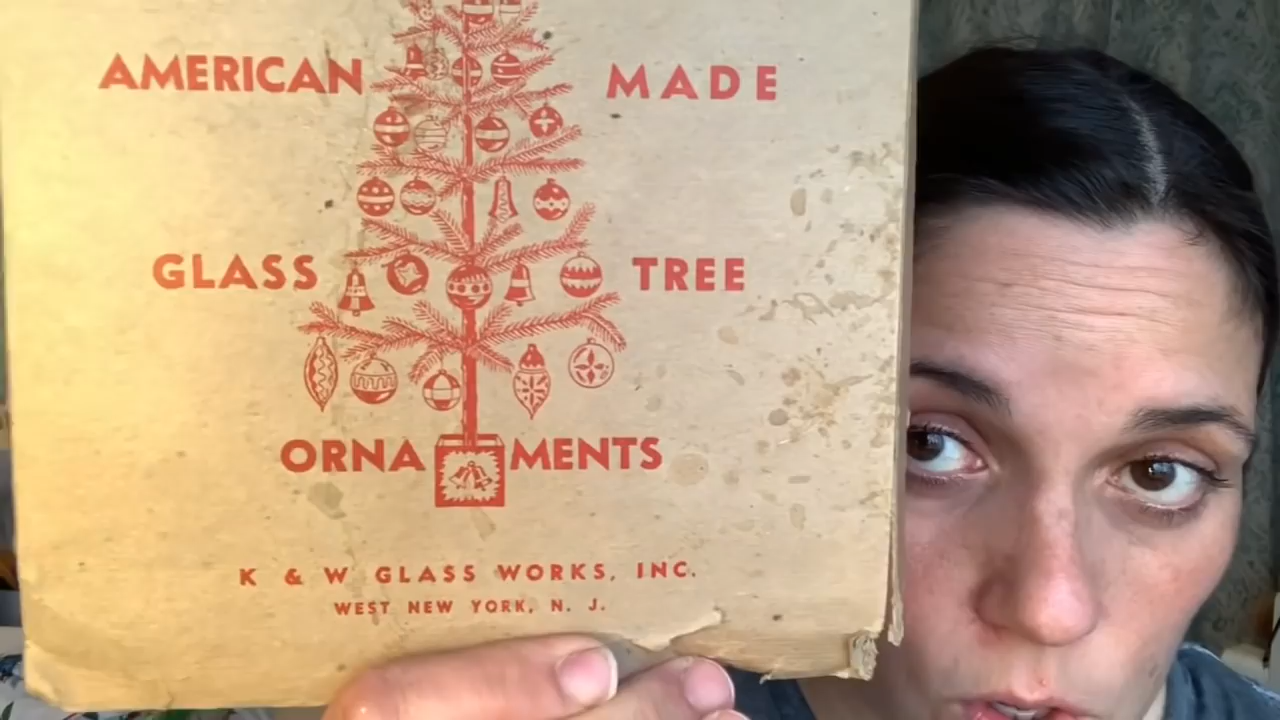 AMERICAN MADE
GLASS TREE
ORNAMENTS
K & W GLASS WORKS, INC.
WEST NEW YORK, N. J.